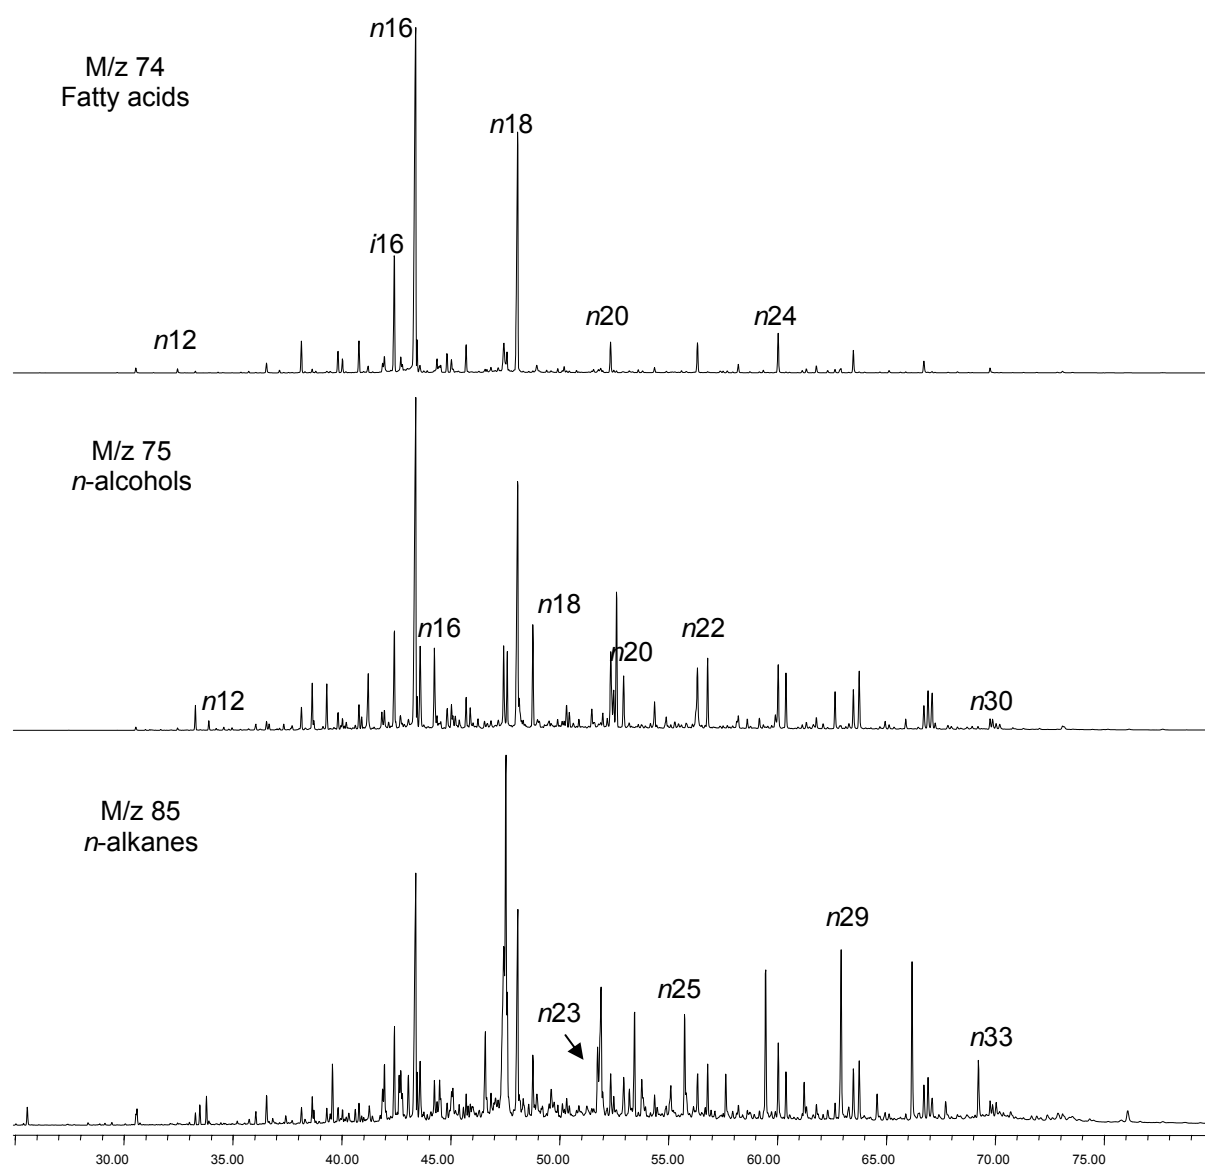 n16
M/z 74
Fatty acids
n18
i16
n12
n20
n24
M/z 75
n-alcohols
n16
n18
n20
n22
n12
n30
M/z 85
n-alkanes
n29
n25
n23
n33
30.00 35.00 40.00 45.00 50.00 55.00 60.00 65.00 70.00 75.00